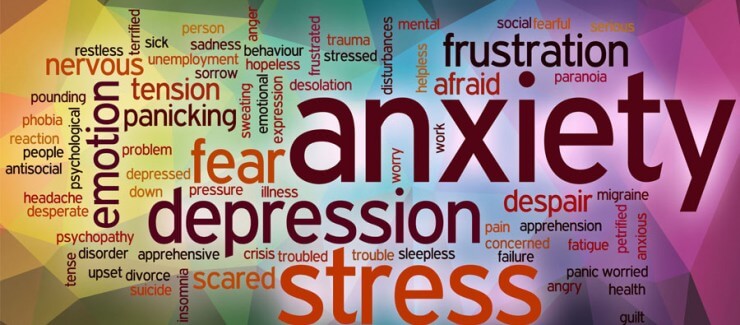 person
mental
social fearful serious
terrified
anger
restless
sick
sadness
behaviour
frustrated
trauma
disturbances
frustration
nervous
unemployment
hopeless
stressed
helpless
sorrow
afraid
paranoia
pounding
tension
desolation
emotion
panicking
sweating
emotional
expression
anxiety
phobia
psychological
reaction
people
problem
fear
worry
work
antisocial
depressed
headache
down
pressure
illness
despair
migraine
desperate
depression
pain
apprehension
petrified
anxious
psychopathy
concerned
fatigue
tense
disorder
apprehensive
crisis
troubled
trouble
sleepless
failure
upset
divorce
insomnia
scared
stress
panic
worried
suicide
angry
health
guilt